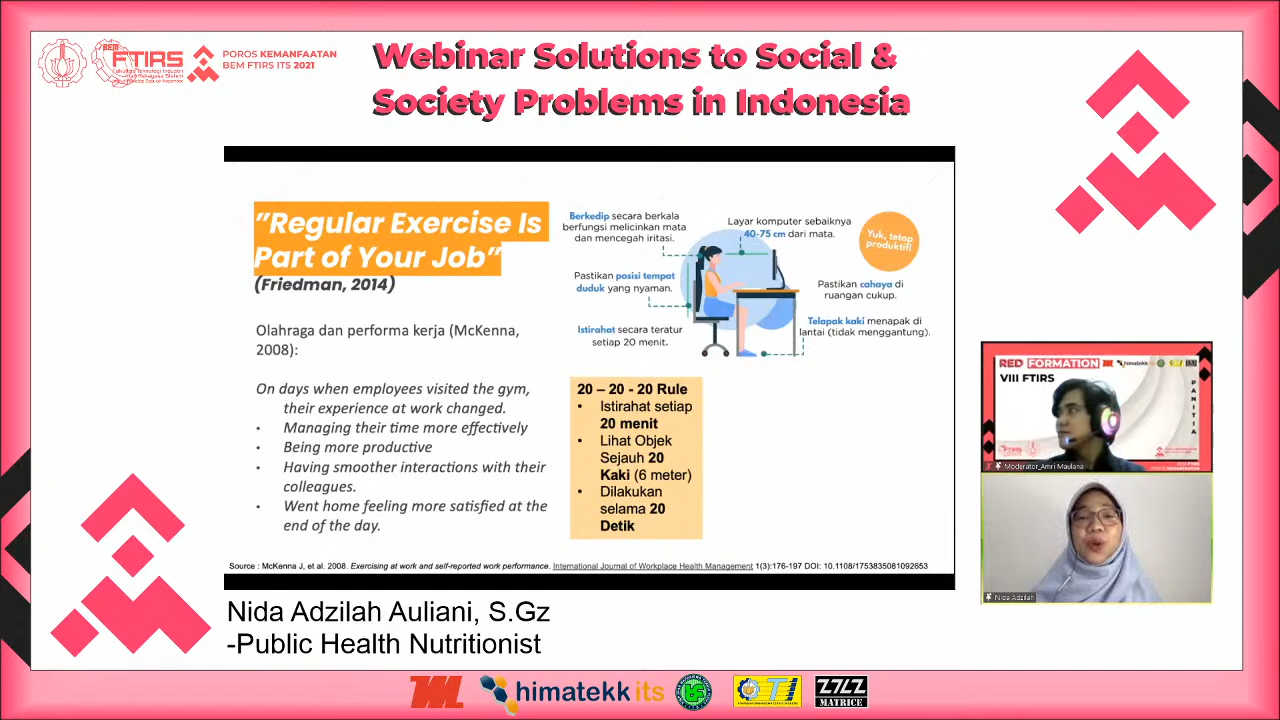 BEM
FTIRS
POROS KEMANFAATAN
BEM FTIRS ITS 2021
Webinar Solutions to Social &
Society Problems in Indonesia
"Regular Exercise Is
Part of Your Job"
(Friedman, 2014)
Olahraga dan performa kerja (McKenna,
2008):
On days when employees visited the gym,
their experience at work changed.
• Managing their time more effectively
• Being more productive
• Having smoother interactions with their
colleagues.
• Went home feeling more satisfied at the
end of the day.
Berkedip secara berkala
berfungsi melicinkan mata
dan mencegah iritasi.
Pastikan posisi tempat
duduk yang nyaman.
Istirahat secara teratur
setiap 20 menit.
Layar komputer sebaiknya
40-75 cm dari mata.
Yuk, tetap
produktif!
Pastikan cahaya di
ruangan cukup.
Telapak kaki menapak di
lantai (tidak menggantung).
20 – 20 - 20 Rule
• Istirahat setiap
20 menit
• Lihat Objek
Sejauh 20
Kaki (6 meter)
• Dilakukan
selama 20
Detik
Source : McKenna J, et al. 2008. Exercising at work and self-reported work performance. International Journal of Workplace Health Management 1(3):176-197 DOI: 10.1108/1753835081092653
RED FORMATION
VIII FTIRS
himatekk its
PANITIA
Moderator_Amri Maulana
Nida Adzilah
Nida Adzilah Auliani, S.Gz
-Public Health Nutritionist
himatekk its
MATRICE